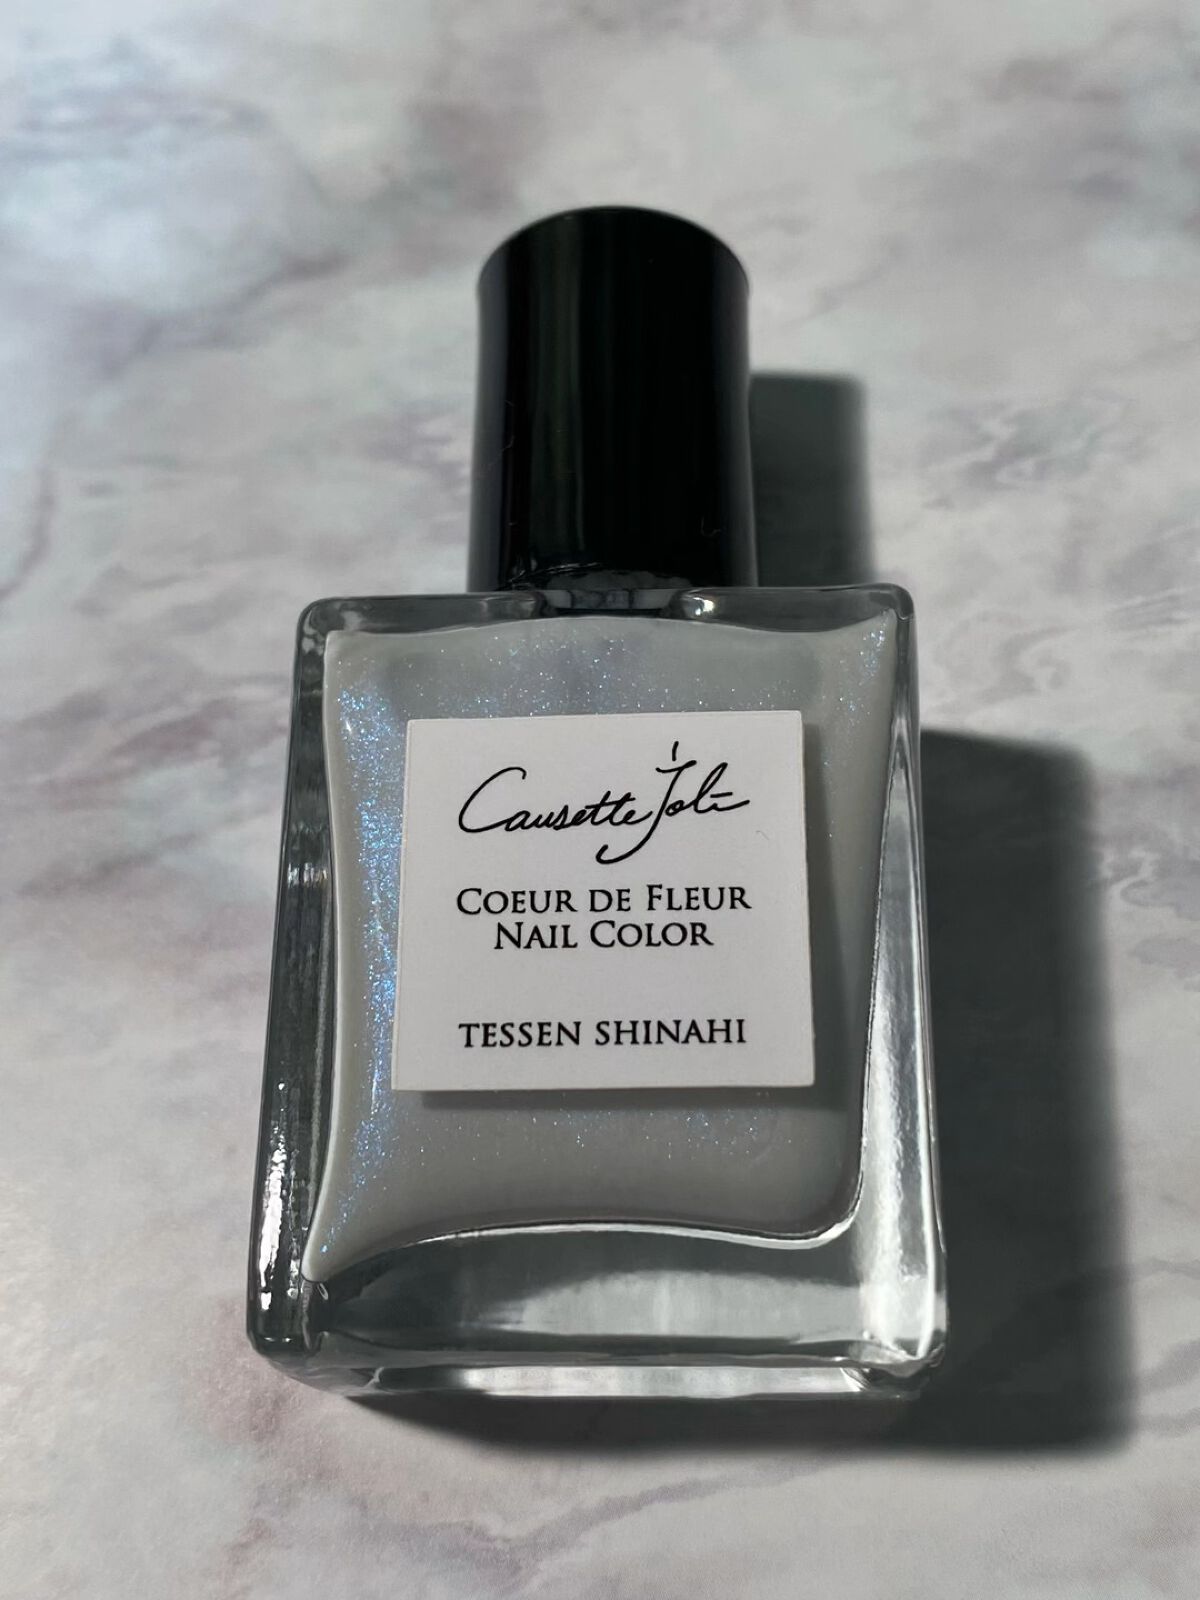 Causette Joli
COEUR DE FLEUR
NAIL COLOR
TESSEN SHINAHI